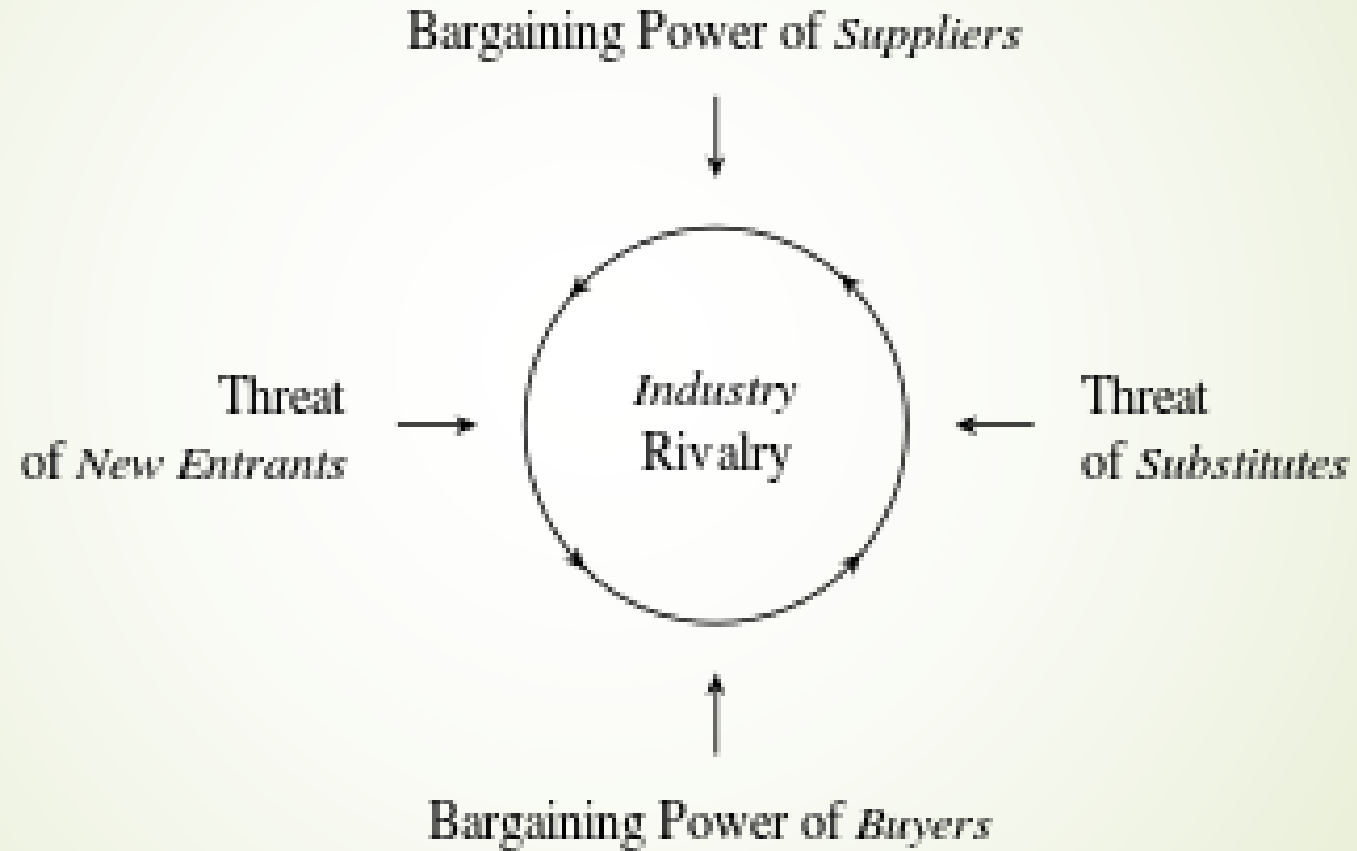 Bargaining Power of Suppliers
Threat
of New Entrants
Industry
Rivalry
Threat
of Substitutes
Bargaining Power of Buyers